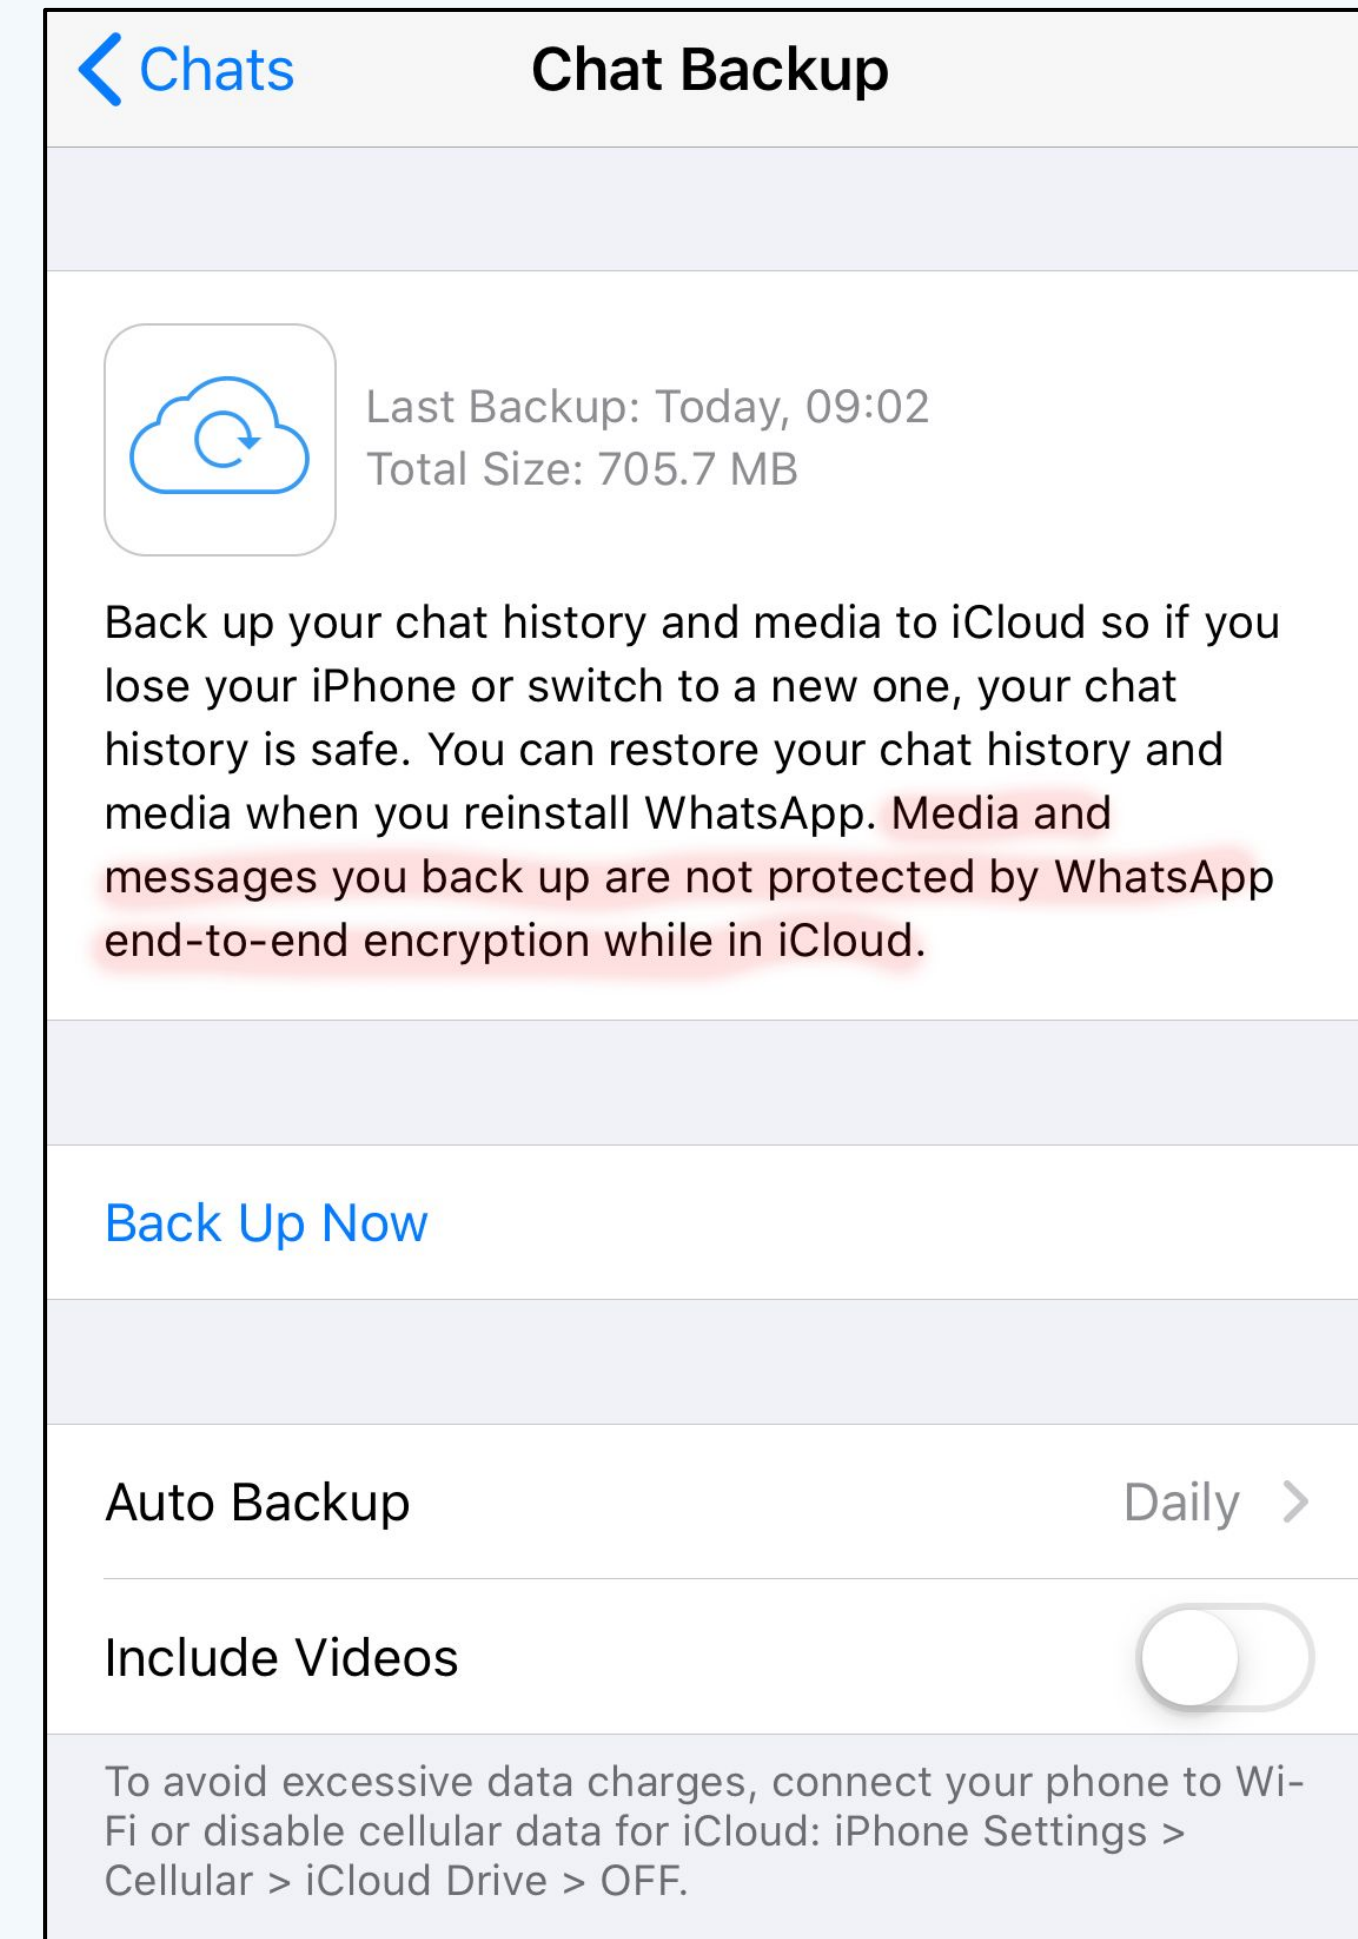 Chats
Chat Backup
Last Backup: Today, 09:02
Total Size: 705.7 MB
Back up your chat history and media to iCloud so if you
lose your iPhone or switch to a new one, your chat
history is safe. You can restore your chat history and
media when you reinstall WhatsApp. Media and
messages you back up are not protected by WhatsApp
end-to-end encryption while in iCloud.
Back Up Now
Auto Backup
Daily
Include Videos
To avoid excessive data charges, connect your phone to Wi-
Fi or disable cellular data for iCloud: iPhone Settings >
Cellular > iCloud Drive > OFF.